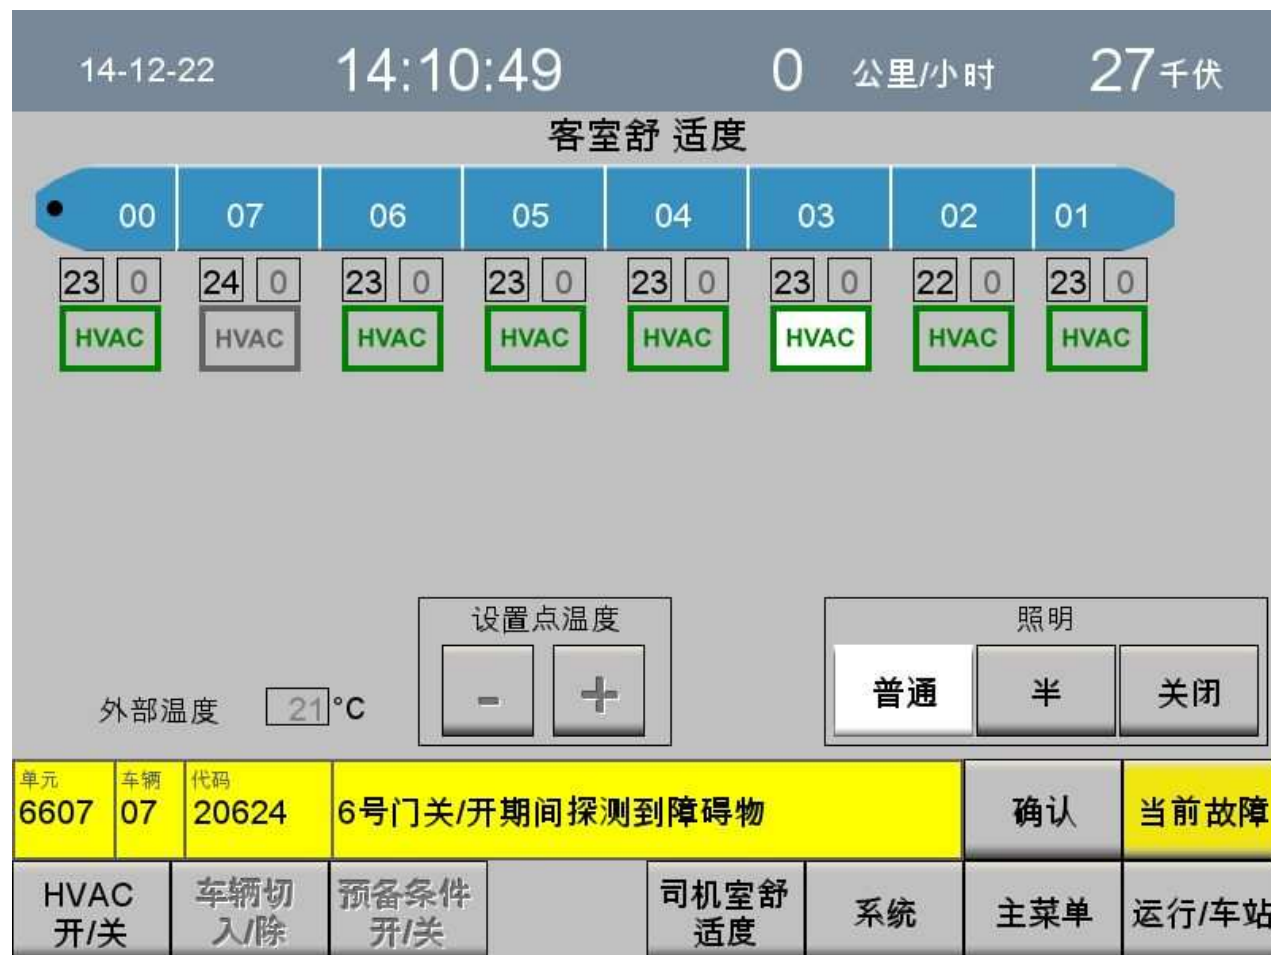 14-12-22 14:10:49 0 公里/小时 27千伏
客室舒 适度
00 07 06 05 04 03 02 01
23 0 24 0 23 0 23 0 23 0 23 0 22 0 23 0
HVAC HVAC HVAC HVAC HVAC HVAC HVAC HVAC
设置点温度 照明
外部温度 21 °C - + 普通 半 关闭
单元 车辆 代码
6607 07 20624 6号门关/开期间探测到障碍物 确认 当前故障
HVAC 车辆切 预备条件 司机室舒 系统 主菜单 运行/车站
开/关 入/除 开/关 适度